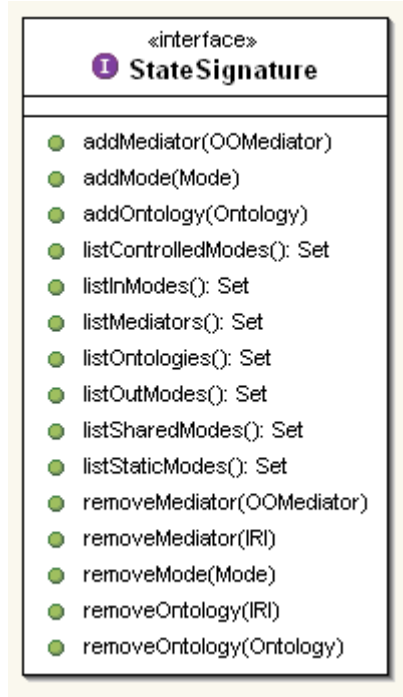 «interface»
I StateSignature
addMediator(OOMediator)
addMode(Mode)
addOntology(Ontology)
listControlledModes(): Set
listInModes(): Set
listMediators(): Set
listOntologies(): Set
listOutModes(): Set
listSharedModes(): Set
listStaticModes(): Set
removeMediator(OOMediator)
removeMediator(IRI)
removeMode(Mode)
removeOntology(IRI)
removeOntology(Ontology)